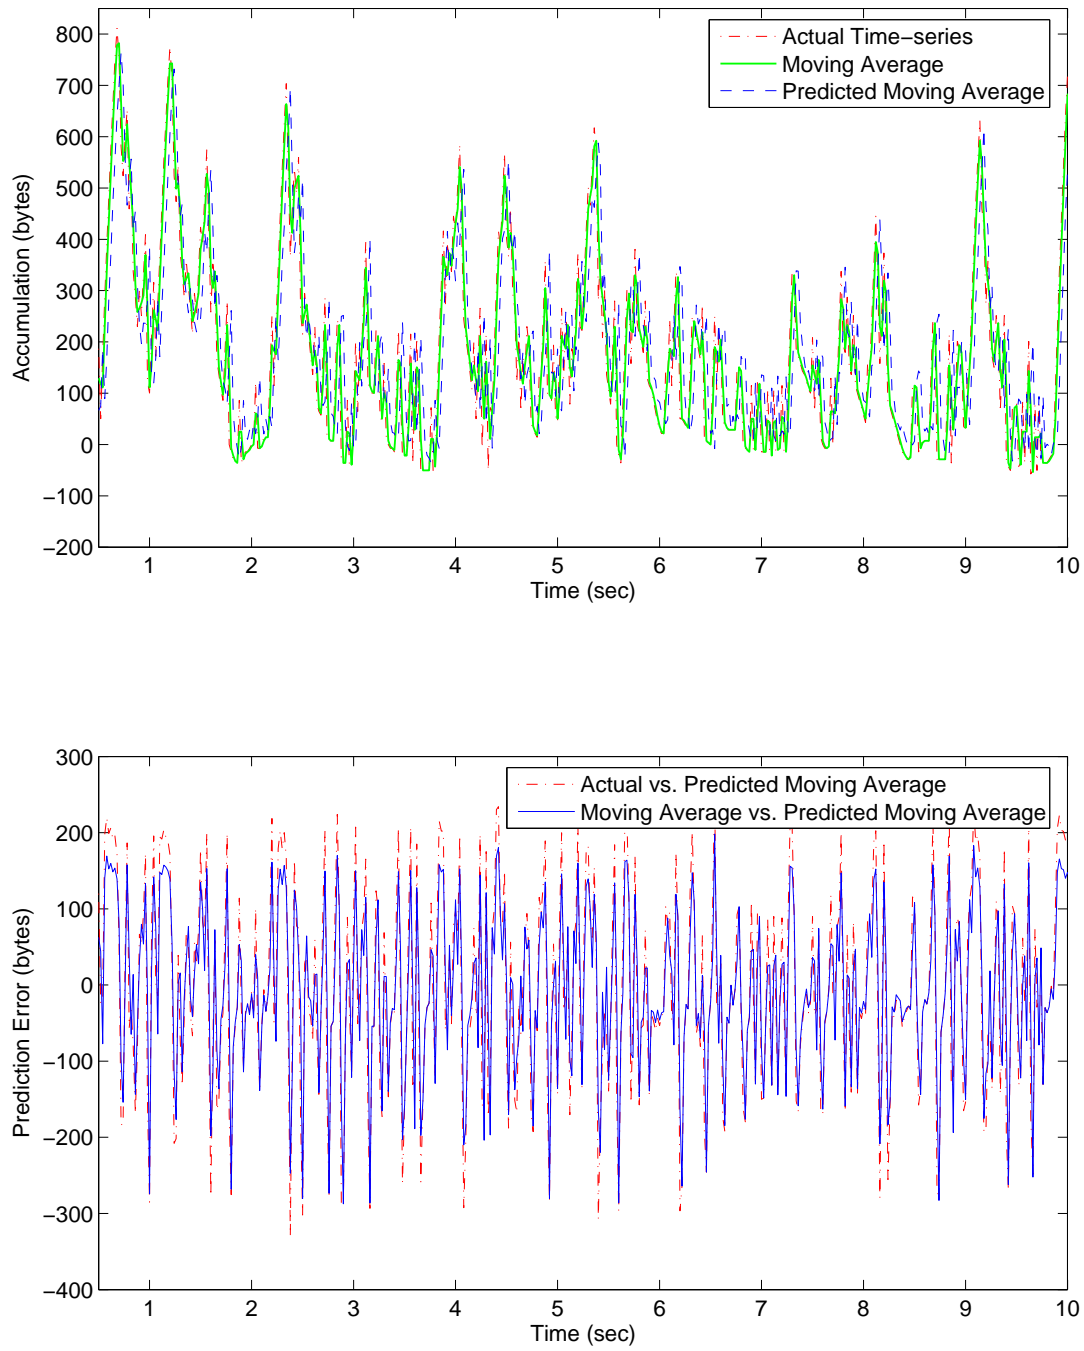 800
700
600
500
400
300
200
100
0
−100
−200
Accumulation (bytes)
Actual Time−series
Moving Average
Predicted Moving Average
1 2 3 4 5 6 7 8 9 10
Time (sec)
300
200
100
0
−100
−200
−300
−400
Prediction Error (bytes)
Actual vs. Predicted Moving Average
Moving Average vs. Predicted Moving Average
1 2 3 4 5 6 7 8 9 10
Time (sec)